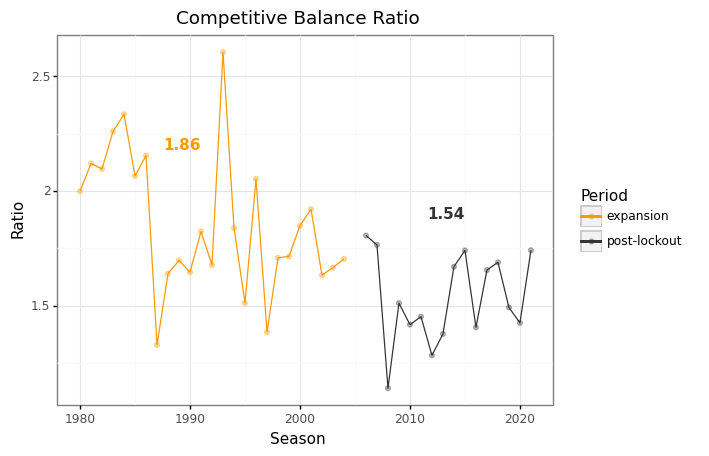 Competitive Balance Ratio
2.5
2
1.5
Ratio
1.86
1.54
1980
1990
2000
2010
2020
Season
Period
expansion
post-lockout